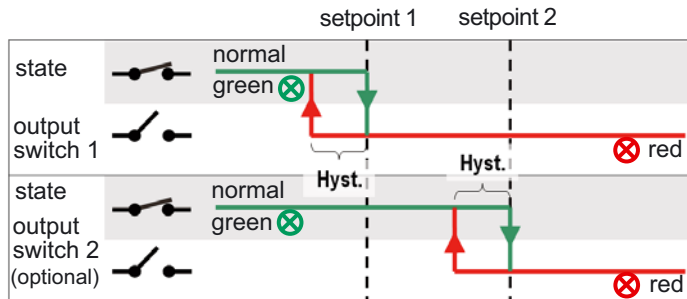 setpoint 1
setpoint 2
state
normal
green
output
switch 1
Hyst.
red
Hyst.
state
normal
green
output
switch 2
(optional)
red